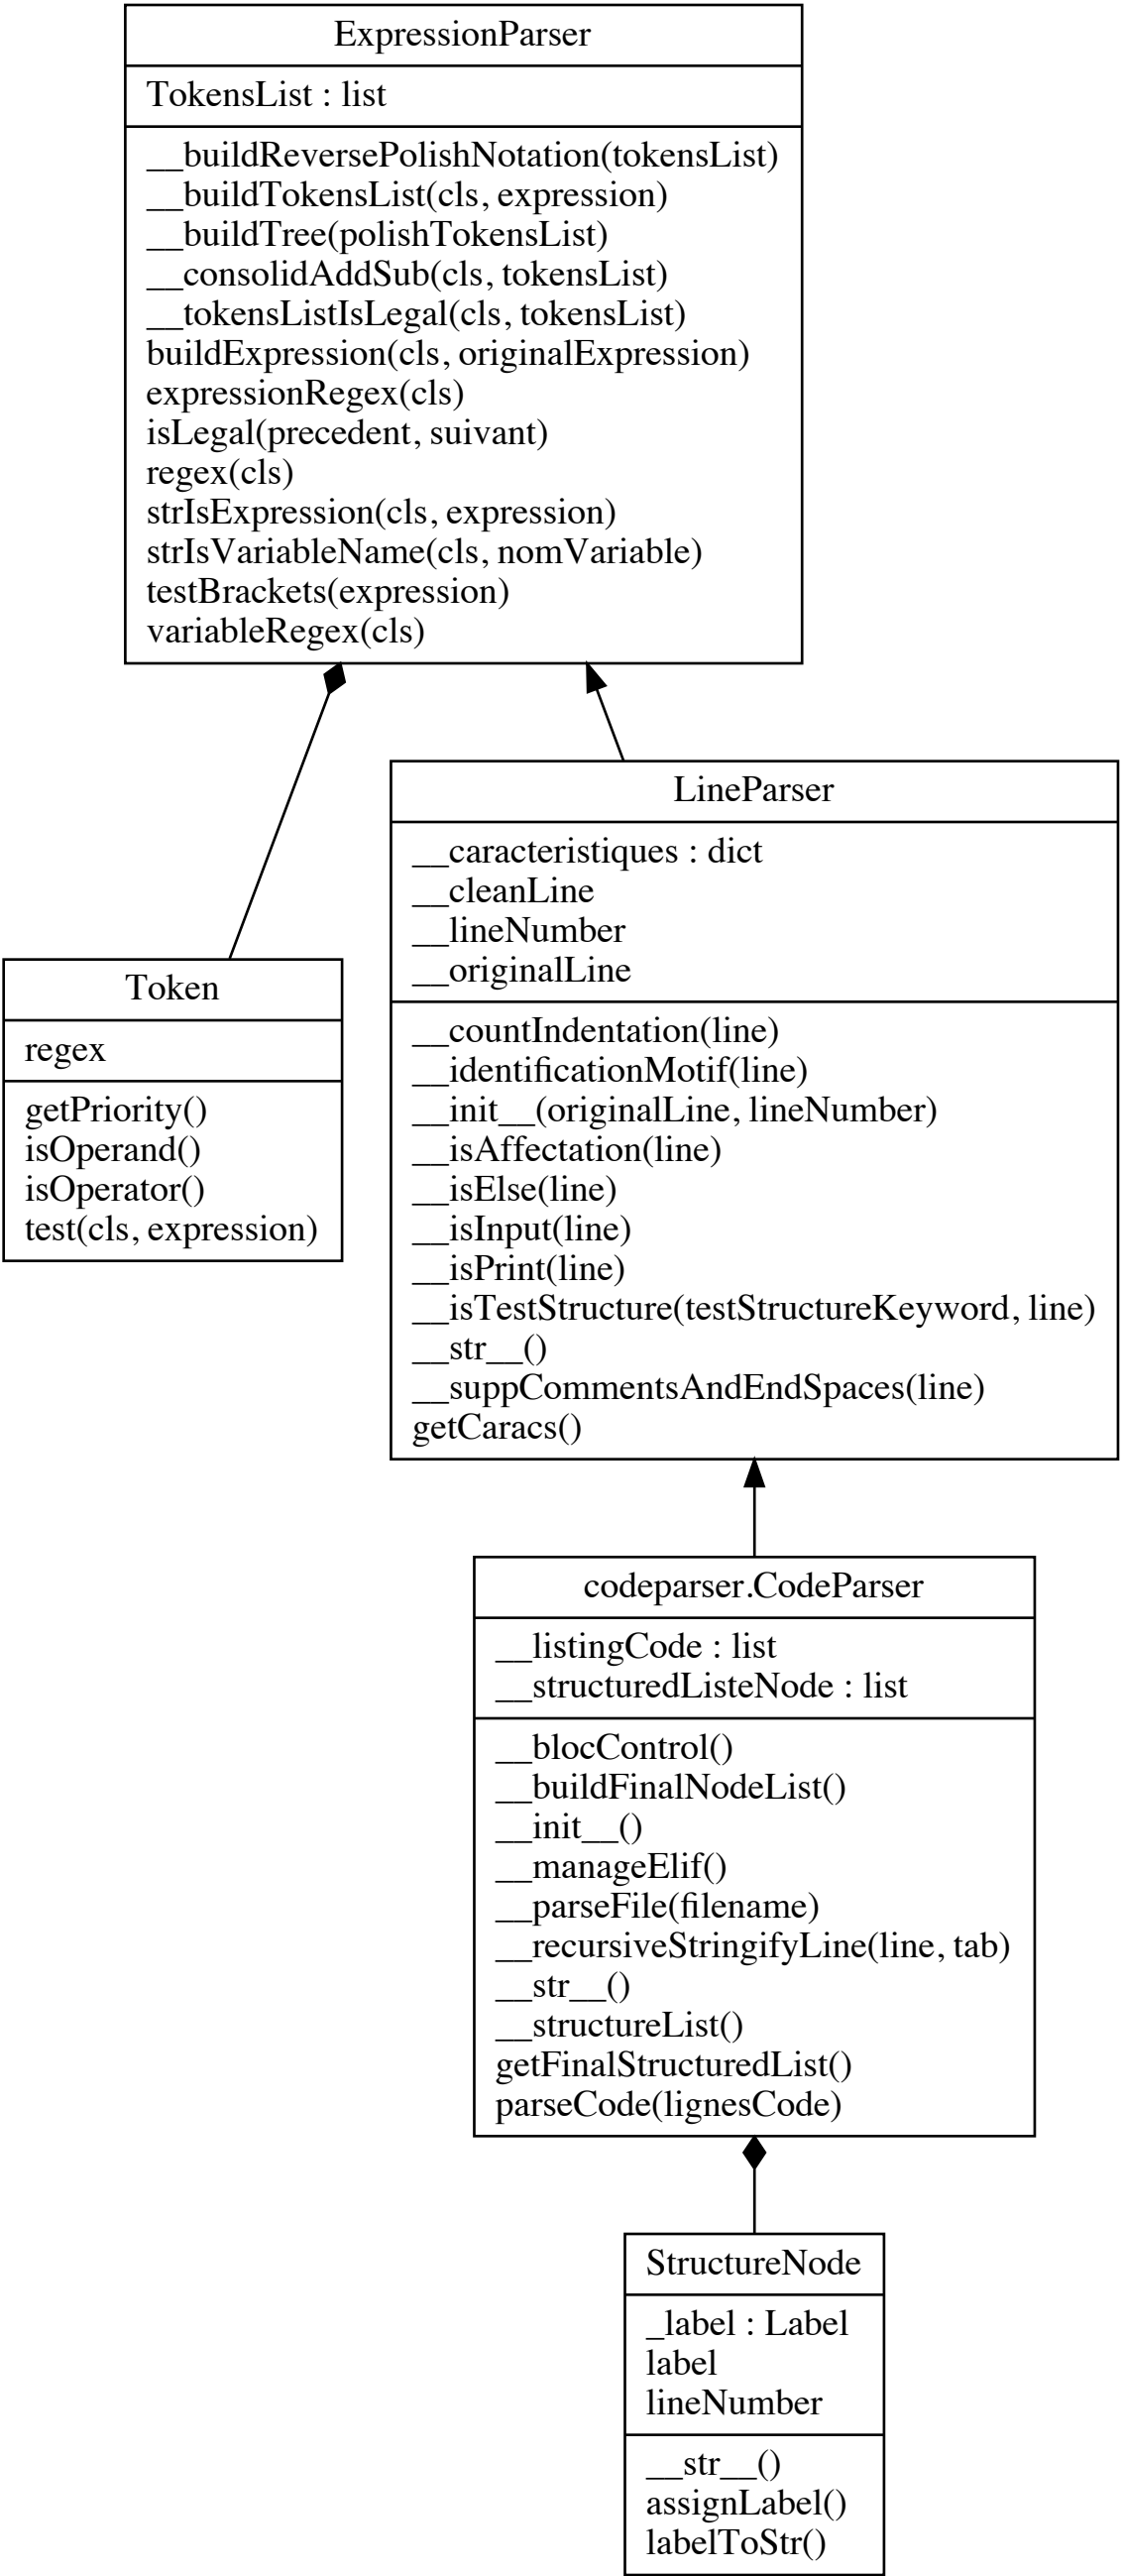 ExpressionParser
TokensList : list
__buildReversePolishNotation(tokensList)
__buildTokensList(cls, expression)
__buildTree(polishTokensList)
__consolidAddSub(cls, tokensList)
__tokensListIsLegal(cls, tokensList)
buildExpression(cls, originalExpression)
expressionRegex(cls)
isLegal(precedent, suivant)
regex(cls)
strIsExpression(cls, expression)
strIsVariableName(cls, nomVariable)
testBrackets(expression)
variableRegex(cls)
LineParser
__caracteristiques : dict
__cleanLine
__lineNumber
__originalLine
__countIndentation(line)
__identificationMotif(line)
__init__(originalLine, lineNumber)
__isAffectation(line)
__isElse(line)
__isInput(line)
__isPrint(line)
__isTestStructure(testStructureKeyword, line)
__str__()
__suppCommentsAndEndSpaces(line)
getCaracs()
Token
regex
getPriority()
isOperand()
isOperator()
test(cls, expression)
codeparser.CodeParser
__listingCode : list
__structuredListeNode : list
__blocControl()
__buildFinalNodeList()
__init__()
__manageElif()
__parseFile(filename)
__recursiveStringifyLine(line, tab)
__str__()
__structureList()
getFinalStructuredList()
parseCode(lignesCode)
StructureNode
_label : Label
label
lineNumber
__str__()
assignLabel()
labelToStr()